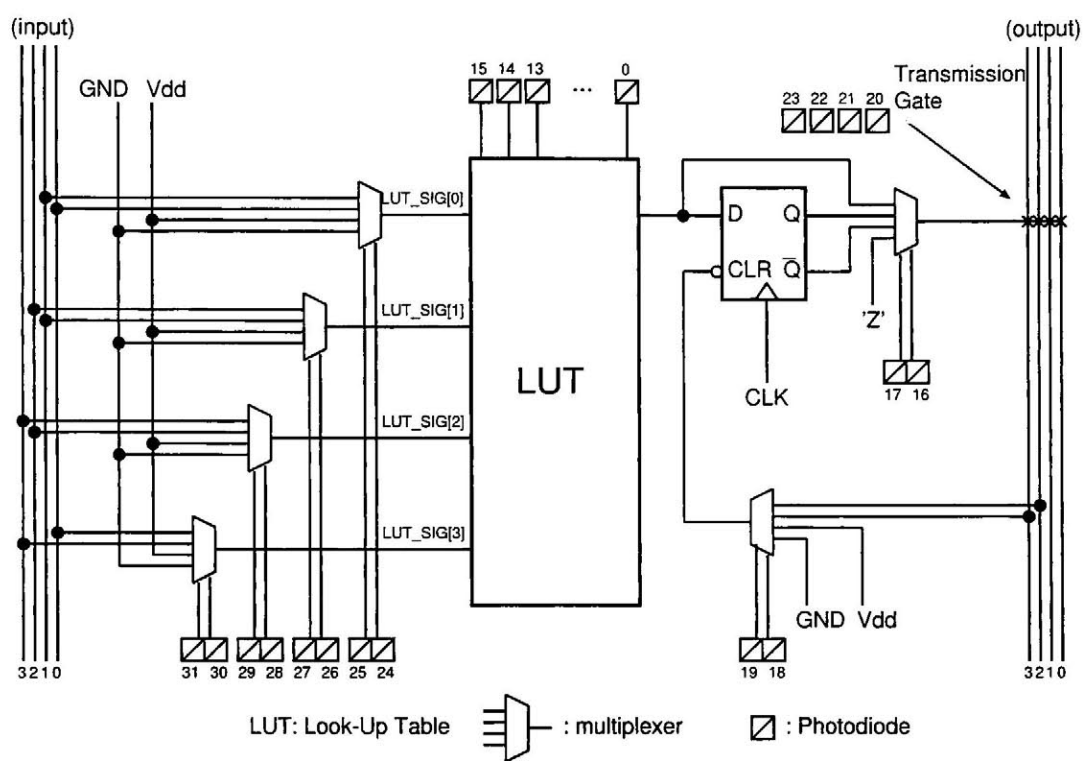 (input)
(output)
GND Vdd
15 14 13 ... 0
Transmission
Gate
23 22 21 20
LUT_SIG[0]
D Q
CLR Q̅
LUT_SIG[1}
'Z'
LUT
17 16
CLK
LUT_SIG[2]
LUT_SIG[3]
GND Vdd
3210
31 30 29 28 27 26 25 24
19 18
3210
LUT: Look-Up Table : multiplexer : Photodiode